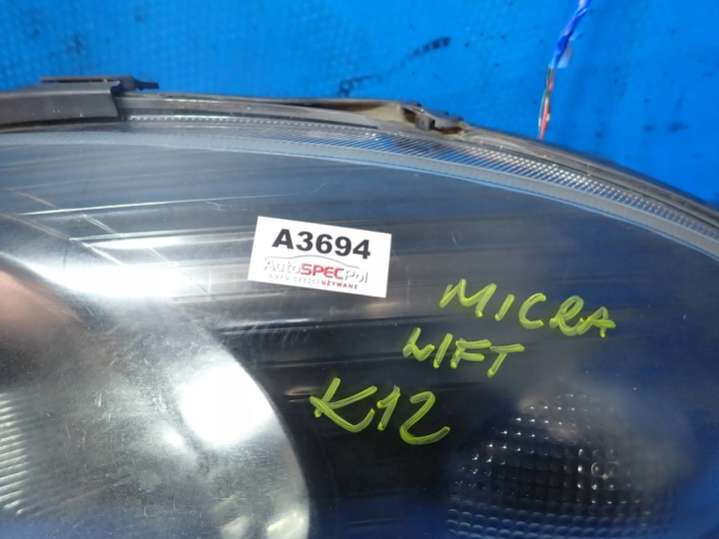 A3694
AutoSPECPol
MICRA
LIFT
K12